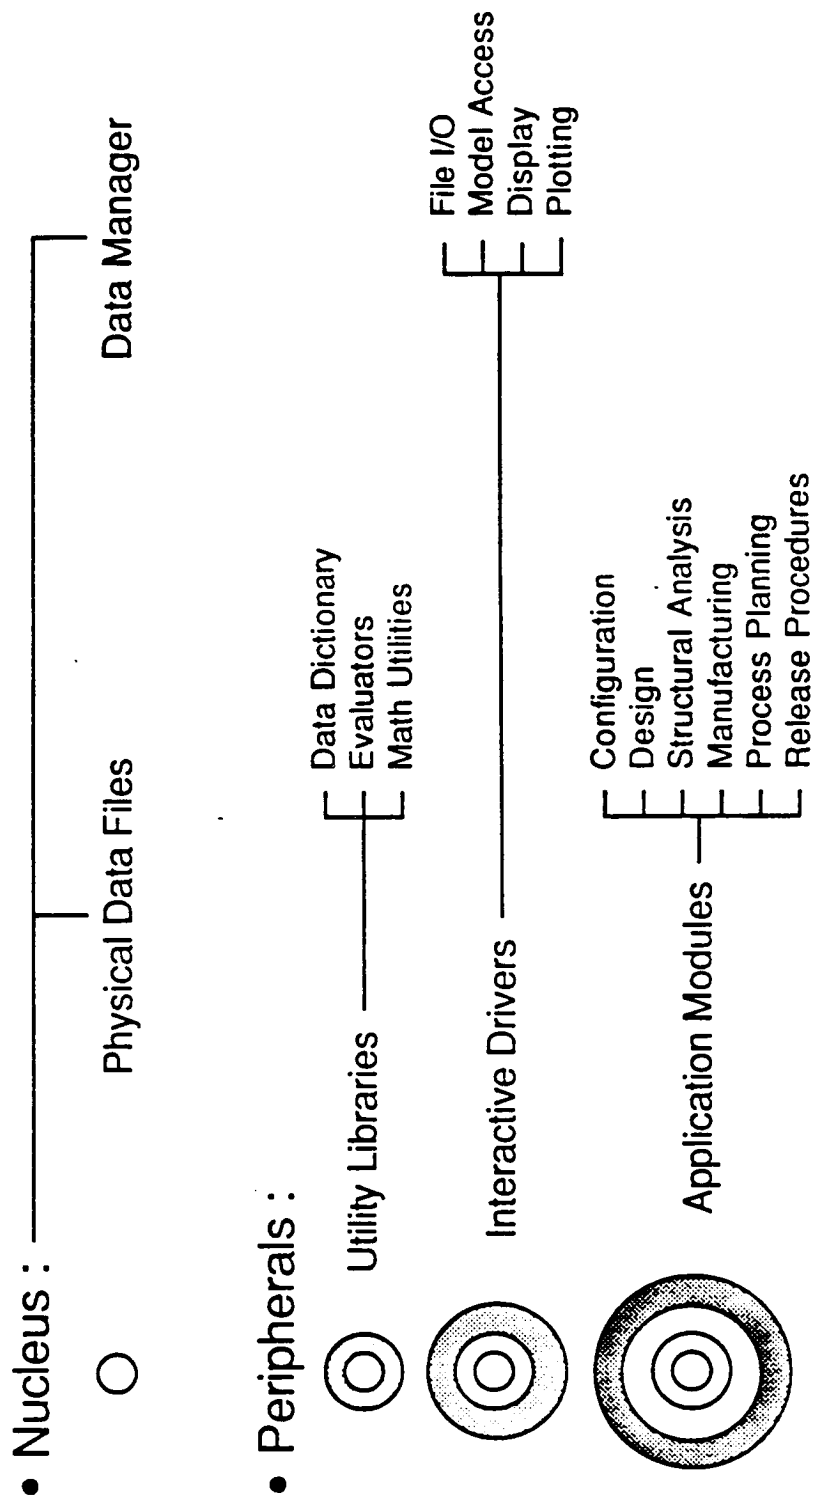 • Nucleus :
Physical Data Files
Data Manager
• Peripherals :
Utility Libraries
Data Dictionary
Evaluators
Math Utilities
Interactive Drivers
File I/O
Model Access
Display
Plotting
Application Modules
Configuration
Design
Structural Analysis
Manufacturing
Process Planning
Release Procedures